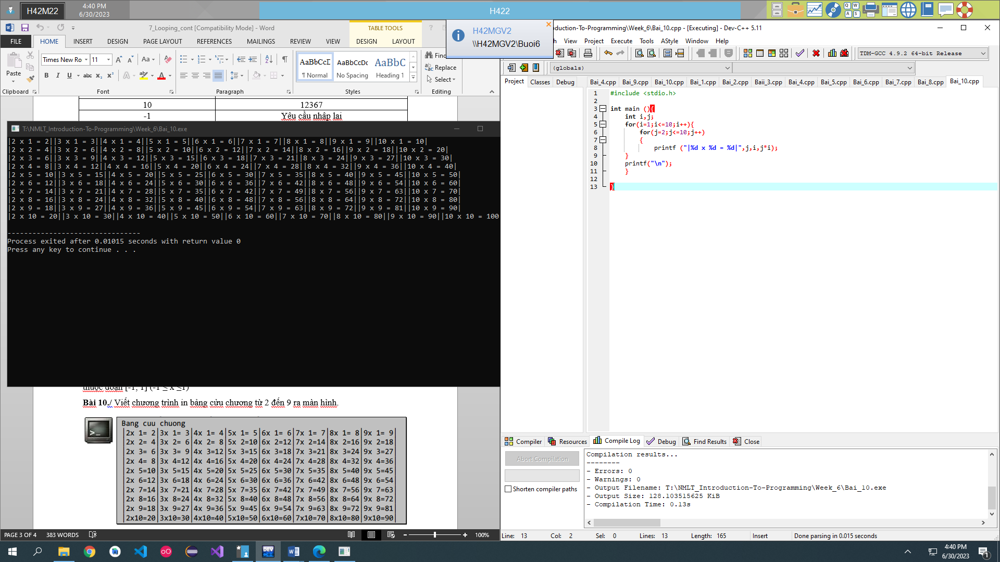 H42M22
4:40 PM
6/30/2023
H422
Q W
A S
7_Looping_cont [Compatibility Mode] - Word
TABLE TOOLS
?
FILE HOME INSERT DESIGN PAGE LAYOUT REFERENCES MAILINGS REVIEW VIEW DESIGN LAYOUT
Times New Ro 11
Paste
Clipboard
Font
Paragraph
AaBbCcDc
¶ Normal No Spacing Heading 1
Styles
Replace
Select
Editing
H42MGV2
\\H42MGV2\Buoi6
10 12367
-1 Yêu cầu nhập lại
T:\NMLT_Introduction-To-Programming\Week_6\Bai_10.exe
|2 x 1 = 2||3 x 1 = 3||4 x 1 = 4||5 x 1 = 5||6 x 1 = 6||7 x 1 = 7||8 x 1 = 8||9 x 1 = 9||10 x 1 = 10|
|2 x 2 = 4||3 x 2 = 6||4 x 2 = 8||5 x 2 = 10||6 x 2 = 12||7 x 2 = 14||8 x 2 = 16||9 x 2 = 18||10 x 2 = 20|
|2 x 3 = 6||3 x 3 = 9||4 x 3 = 12||5 x 3 = 15||6 x 3 = 18||7 x 3 = 21||8 x 3 = 24||9 x 3 = 27||10 x 3 = 30|
|2 x 4 = 8||3 x 4 = 12||4 x 4 = 16||5 x 4 = 20||6 x 4 = 24||7 x 4 = 28||8 x 4 = 32||9 x 4 = 36||10 x 4 = 40|
|2 x 5 = 10||3 x 5 = 15||4 x 5 = 20||5 x 5 = 25||6 x 5 = 30||7 x 5 = 35||8 x 5 = 40||9 x 5 = 45||10 x 5 = 50|
|2 x 6 = 12||3 x 6 = 18||4 x 6 = 24||5 x 6 = 30||6 x 6 = 36||7 x 6 = 42||8 x 6 = 48||9 x 6 = 54||10 x 6 = 60|
|2 x 7 = 14||3 x 7 = 21||4 x 7 = 28||5 x 7 = 35||6 x 7 = 42||7 x 7 = 49||8 x 7 = 56||9 x 7 = 63||10 x 7 = 70|
|2 x 8 = 16||3 x 8 = 24||4 x 8 = 32||5 x 8 = 40||6 x 8 = 48||7 x 8 = 56||8 x 8 = 64||9 x 8 = 72||10 x 8 = 80|
|2 x 9 = 18||3 x 9 = 27||4 x 9 = 36||5 x 9 = 45||6 x 9 = 54||7 x 9 = 63||8 x 9 = 72||9 x 9 = 81||10 x 9 = 90|
|2 x 10 = 20||3 x 10 = 30||4 x 10 = 40||5 x 10 = 50||6 x 10 = 60||7 x 10 = 70||8 x 10 = 80||9 x 10 = 90||10 x 10 = 100
--------------------------------
Process exited after 0.01015 seconds with return value 0
Press any key to continue . . .
thuộc đoạn [-1, 1] (-1 ≤ x ≤1)
Bài 10./ Viết chương trình in bảng cửu chương từ 2 đến 9 ra màn hình.
Bang cuu chuong
|2x 1= 2|3x 1= 3|4x 1= 4|5x 1= 5|6x 1= 6|7x 1= 7|8x 1= 8|9x 1= 9|
|2x 2= 4|3x 2= 6|4x 2= 8|5x 2=10|6x 2=12|7x 2=14|8x 2=16|9x 2=18|
|2x 3= 6|3x 3= 9|4x 3=12|5x 3=15|6x 3=18|7x 3=21|8x 3=24|9x 3=27|
|2x 4= 8|3x 4=12|4x 4=16|5x 4=20|6x 4=24|7x 4=28|8x 4=32|9x 4=36|
|2x 5=10|3x 5=15|4x 5=20|5x 5=25|6x 5=30|7x 5=35|8x 5=40|9x 5=45|
|2x 6=12|3x 6=18|4x 6=24|5x 6=30|6x 6=36|7x 6=42|8x 6=48|9x 6=54|
|2x 7=14|3x 7=21|4x 7=28|5x 7=35|6x 7=42|7x 7=49|8x 7=56|9x 7=63|
|2x 8=16|3x 8=24|4x 8=32|5x 8=40|6x 8=48|7x 8=56|8x 8=64|9x 8=72|
|2x 9=18|3x 9=27|4x 9=36|5x 9=45|6x 9=54|7x 9=63|8x 9=72|9x 9=81|
|2x10=20|3x10=30|4x10=40|5x10=50|6x10=60|7x10=70|8x10=80|9x10=90|
PAGE 3 OF 4 383 WORDS 100%
duction-To-Programming\Week_6\Bai_10.cpp - [Executing] - Dev-C++ 5.11
View Project Execute Tools AStyle Window Help
TDM-GCC 4.9.2 64-bit Release
(globals)
Project Classes Debug
Bai_4.cpp Bai_9.cpp Bai_10.cpp Bai_1.cpp Bai_2.cpp Baii_3.cpp Bai_4.cpp Bai_5.cpp Bai_6.cpp Bai_7.cpp Bai_8.cpp Bai_10.cpp
1 #include <stdio.h>
2
3 int main (){
4 int i,j;
5 for(i=1;i<=10;i++){
6 for(j=2;j<=10;j++)
7 {
8 printf ("|%d x %d = %d|",j,i,j*i);
9 }
10 printf("\n");
11 }
12
13 }
Compiler Resources Compile Log Debug Find Results Close
Abort Compilation
Shorten compiler paths
Compilation results...
--------
- Errors: 0
- Warnings: 0
- Output Filename: T:\NMLT_Introduction-To-Programming\Week_6\Bai_10.exe
- Output Size: 128.103515625 KiB
- Compilation Time: 0.13s
Line: 13 Col: 2 Sel: 0 Lines: 13 Length: 165 Insert Done parsing in 0.015 seconds
DEV
4:40 PM
6/30/2023
1